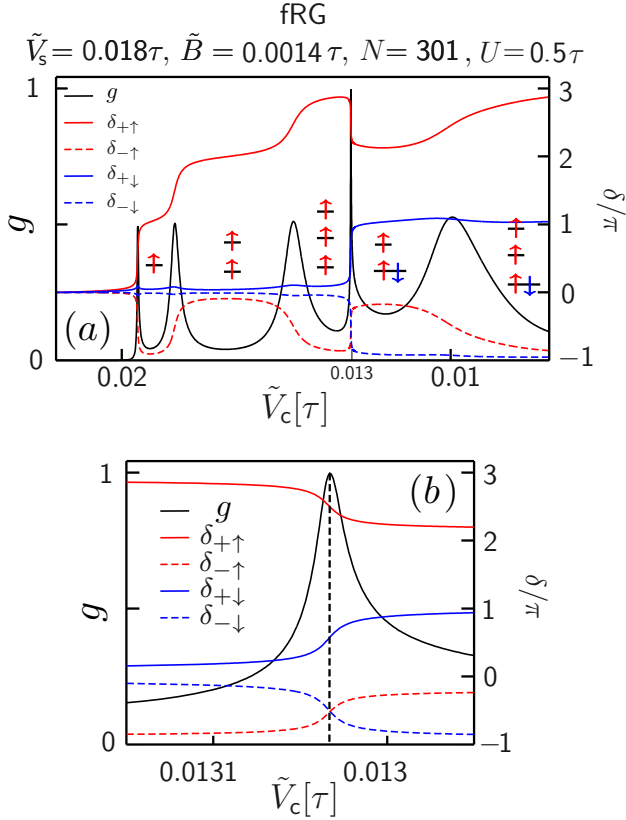 fRG
Ṽs = 0.018τ, B̃ = 0.0014 τ, N = 301 , U = 0.5τ
1
g
δ+↑
δ−↑
δ+↓
δ−↓
g
0
(a)
3
2
1
0
−1
δ/π
0.02
0.013
0.01
Ṽc[τ]
1
g
δ+↑
δ−↑
δ+↓
δ−↓
g
0
(b)
3
2
1
0
−1
δ/π
0.0131
0.013
Ṽc[τ]